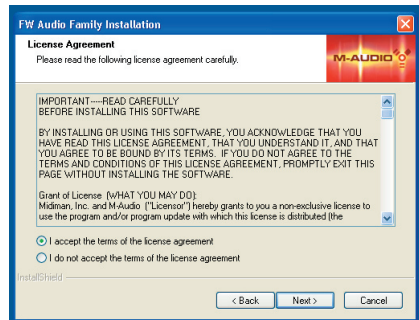 FW Audio Family Installation
License Agreement
Please read the following license agreement carefully.
M-AUDIO
IMPORTANT----READ CAREFULLY
BEFORE INSTALLING THIS SOFTWARE
BY INSTALLING OR USING THIS SOFTWARE, YOU ACKNOWLEDGE THAT YOU
HAVE READ THIS LICENSE AGREEMENT, THAT YOU UNDERSTAND IT, AND THAT
YOU AGREE TO BE BOUND BY ITS TERMS. IF YOU DO NOT AGREE TO THE
TERMS AND CONDITIONS OF THIS LICENSE AGREEMENT, PROMPTLY EXIT THIS
PAGE WITHOUT INSTALLING THE SOFTWARE.
Grant of License (WHAT YOU MAY DO):
Midiman, Inc. and M-Audio ("Licensor") hereby grants to you a non-exclusive license to
use the program and/or program update with which this license is distributed (the
I accept the terms of the license agreement
I do not accept the terms of the license agreement
InstallShield
< Back Next > Cancel